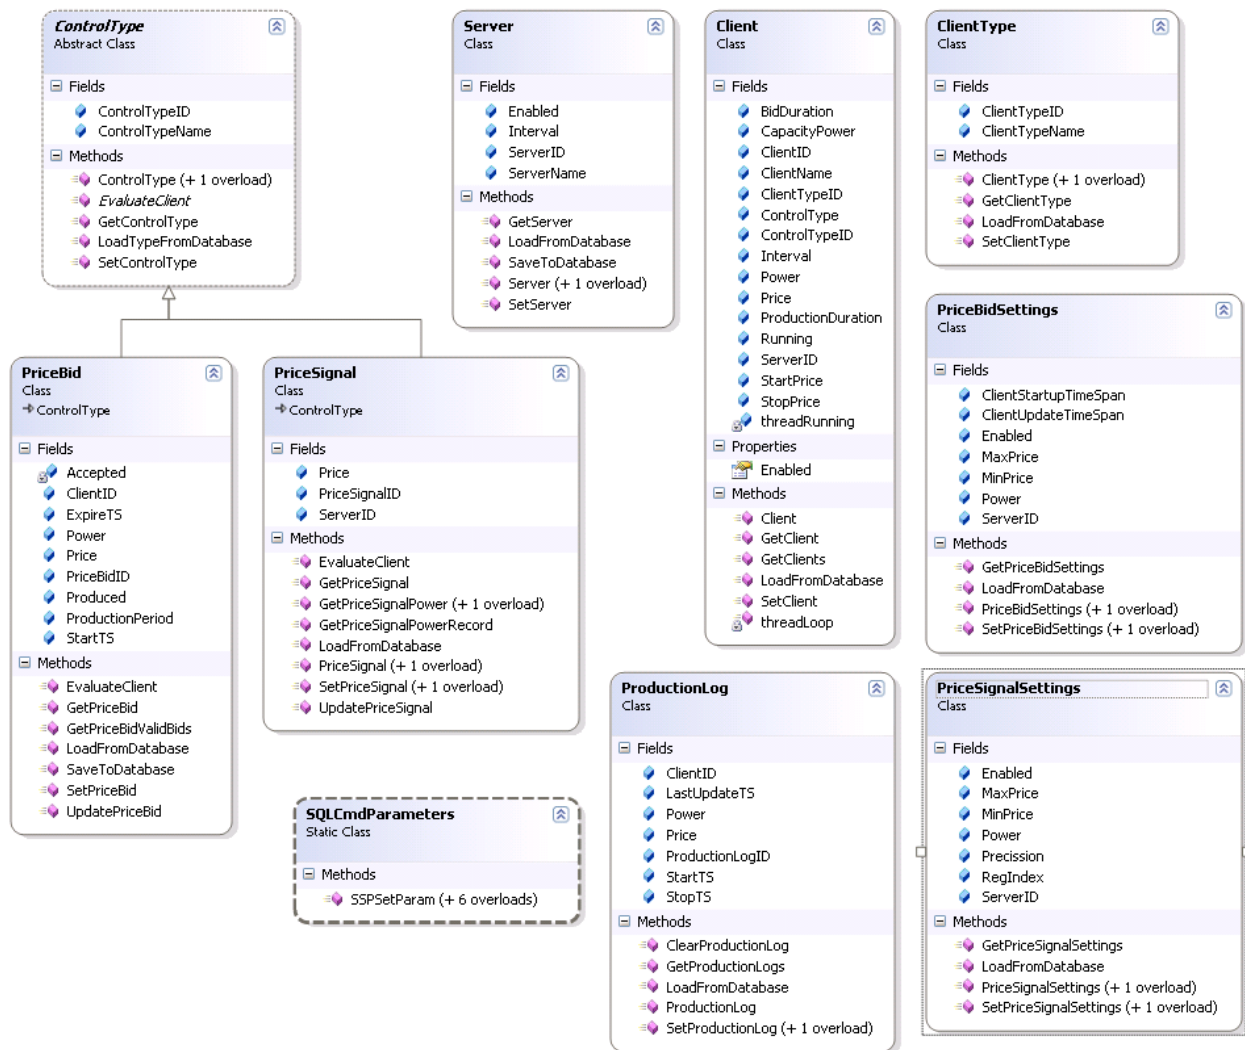 ControlType
Abstract Class
Fields
ControlTypeID
ControlTypeName
Methods
ControlType (+ 1 overload)
EvaluateClient
GetControlType
LoadTypeFromDatabase
SetControlType
Server
Class
Fields
Enabled
Interval
ServerID
ServerName
Methods
GetServer
LoadFromDatabase
SaveToDatabase
Server (+ 1 overload)
SetServer
Client
Class
Fields
BidDuration
CapacityPower
ClientID
ClientName
ClientTypeID
ControlType
ControlTypeID
Interval
Power
Price
ProductionDuration
Running
ServerID
StartPrice
StopPrice
threadRunning
Properties
Enabled
Methods
Client
GetClient
GetClients
LoadFromDatabase
SetClient
threadLoop
ClientType
Class
Fields
ClientTypeID
ClientTypeName
Methods
ClientType (+ 1 overload)
GetClientType
LoadFromDatabase
SetClientType
PriceBid
Class
ControlType
Fields
Accepted
ClientID
ExpireTS
Power
Price
PriceBidID
Produced
ProductionPeriod
StartTS
Methods
EvaluateClient
GetPriceBid
GetPriceBidValidBids
LoadFromDatabase
SaveToDatabase
SetPriceBid
UpdatePriceBid
PriceSignal
Class
ControlType
Fields
Price
PriceSignalID
ServerID
Methods
EvaluateClient
GetPriceSignal
GetPriceSignalPower (+ 1 overload)
GetPriceSignalPowerRecord
LoadFromDatabase
PriceSignal (+ 1 overload)
SetPriceSignal (+ 1 overload)
UpdatePriceSignal
PriceBidSettings
Class
Fields
ClientStartupTimeSpan
ClientUpdateTimeSpan
Enabled
MaxPrice
MinPrice
Power
ServerID
Methods
GetPriceBidSettings
LoadFromDatabase
PriceBidSettings (+ 1 overload)
SetPriceBidSettings (+ 1 overload)
SQLCmdParameters
Static Class
Methods
SSPSetParam (+ 6 overloads)
ProductionLog
Class
Fields
ClientID
LastUpdateTS
Power
Price
ProductionLogID
StartTS
StopTS
Methods
ClearProductionLog
GetProductionLogs
LoadFromDatabase
ProductionLog
SetProductionLog (+ 1 overload)
PriceSignalSettings
Class
Fields
Enabled
MaxPrice
MinPrice
Power
Precission
RegIndex
ServerID
Methods
GetPriceSignalSettings
LoadFromDatabase
PriceSignalSettings (+ 1 overload)
SetPriceSignalSettings (+ 1 overload)